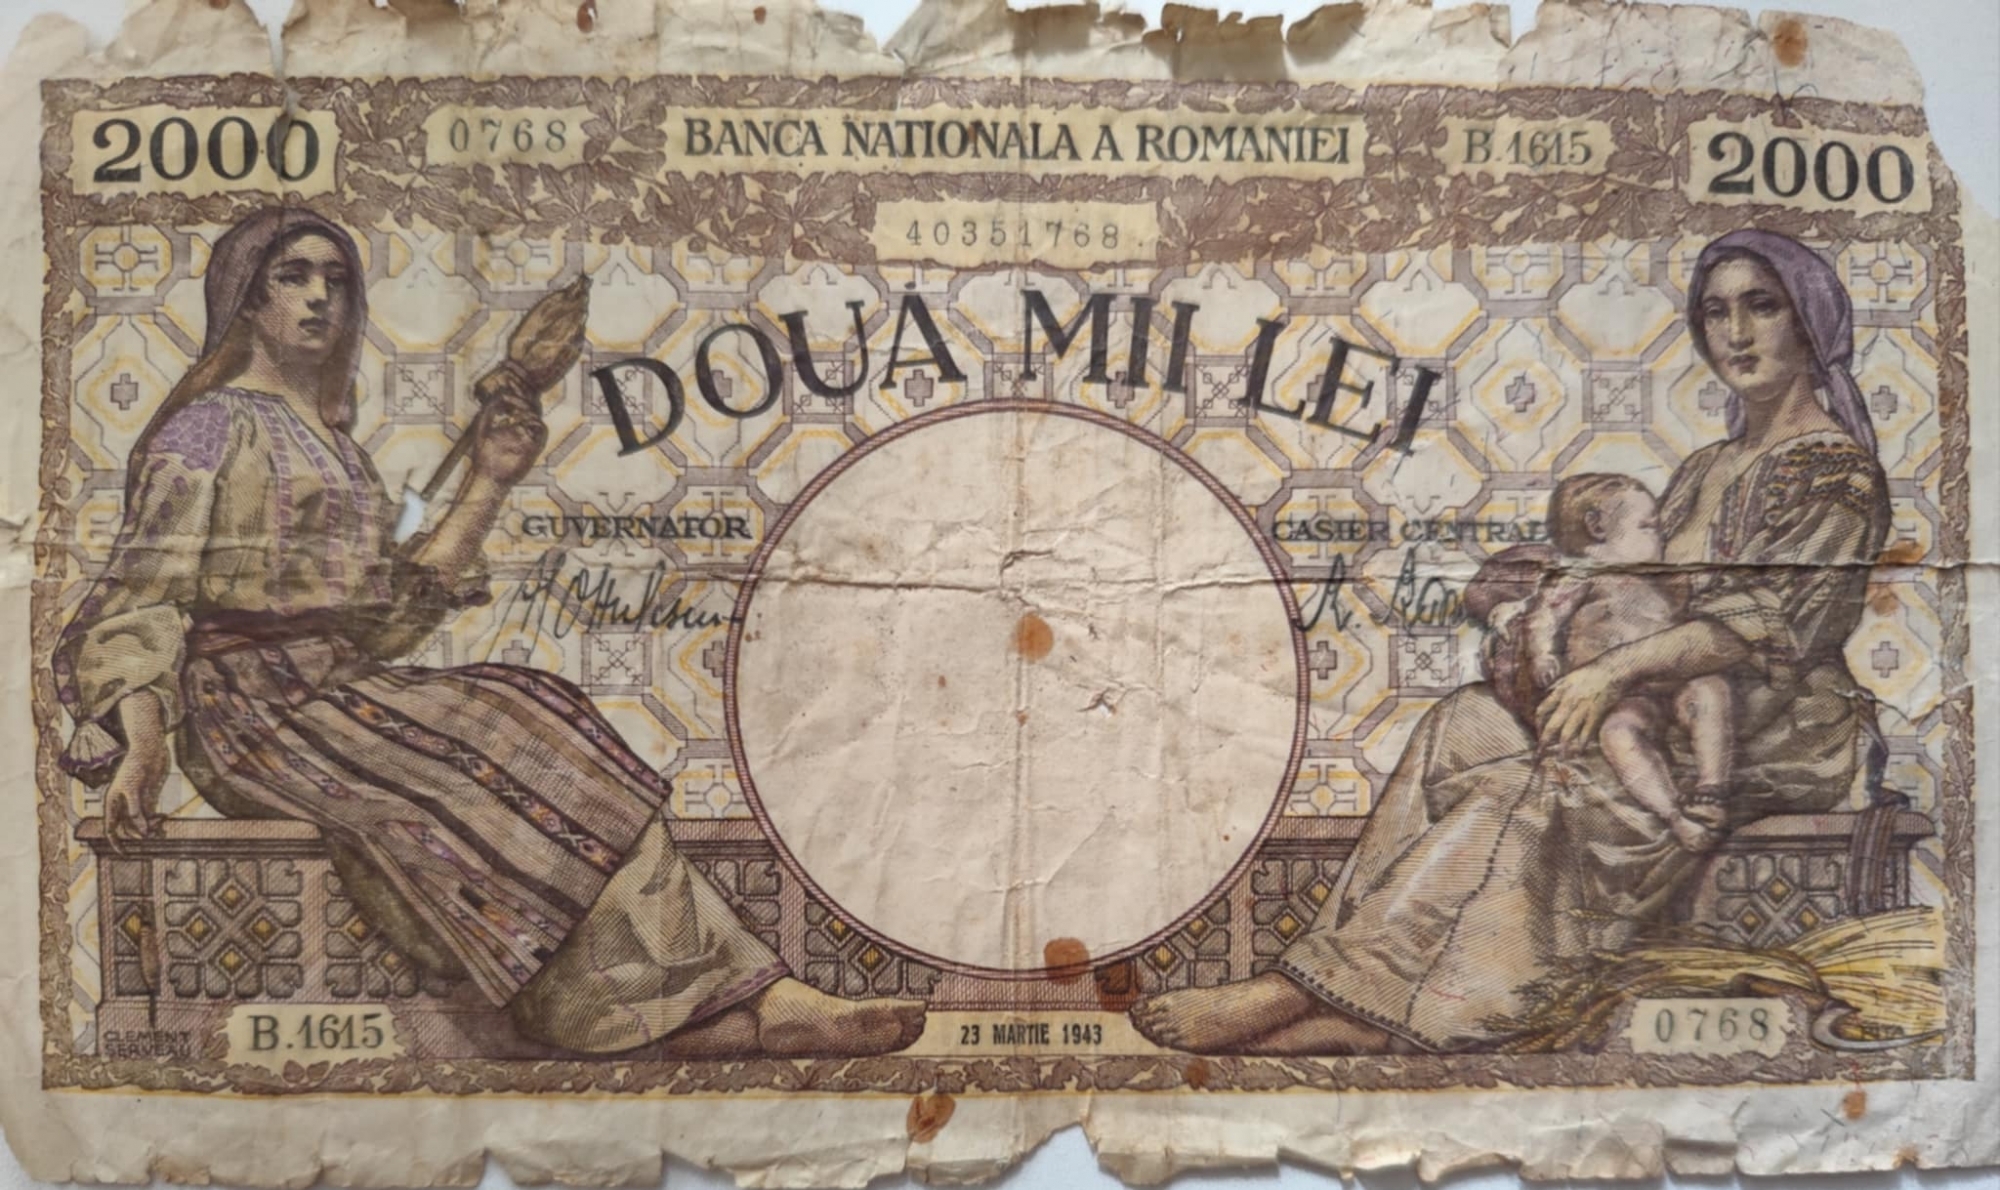 2000 0768 BANCA NATIONALA A ROMANIEI B.1615 2000
40351768
DOUĂ MII LEI
GUVERNATOR CASIER CENTRAL
CLEMENT
SERVEAU
B.1615 23 MARTIE 1943 0768